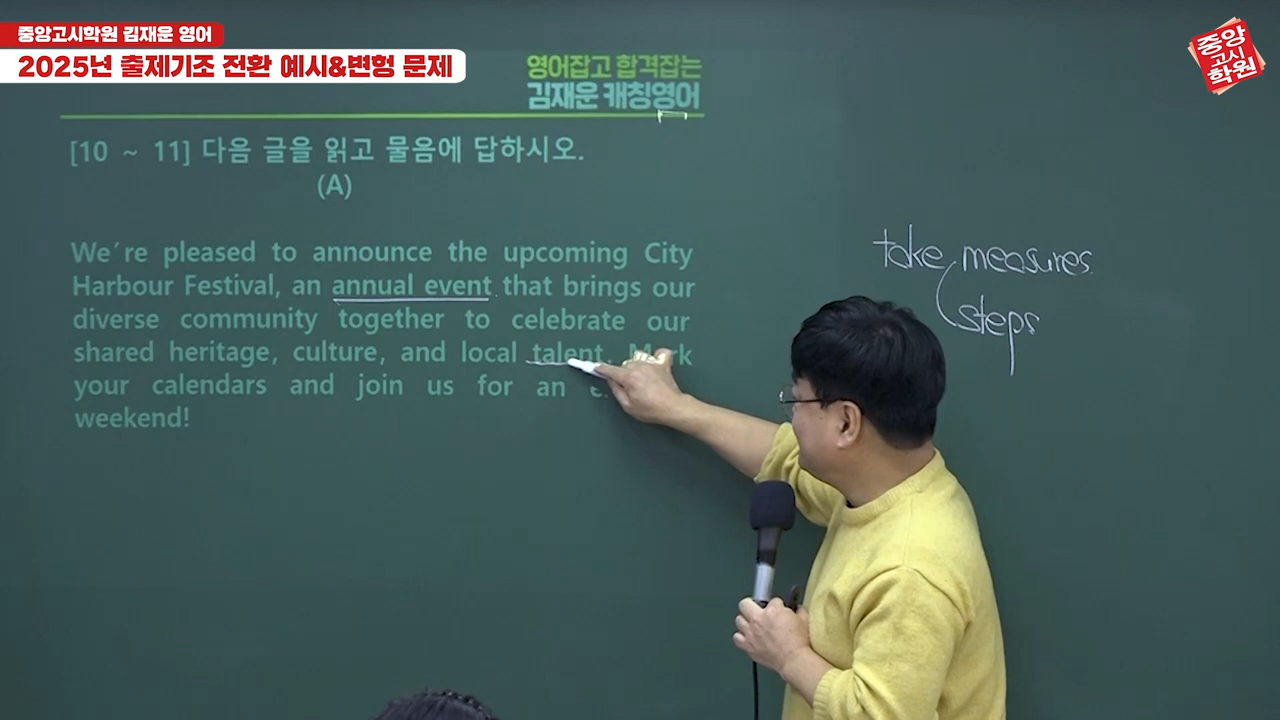 중앙고시학원 김재운 영어
2025년 출제기조 전환 예시&변형 문제
중앙
고시
학원
영어잡고 합격잡는
김재운 캐칭영어
[10 ~ 11] 다음 글을 읽고 물음에 답하시오.
(A)
We're pleased to announce the upcoming City
Harbour Festival, an annual event that brings our
diverse community together to celebrate our
shared heritage, culture, and local talent.
your calendars and join us for an
weekend!
take measures
steps